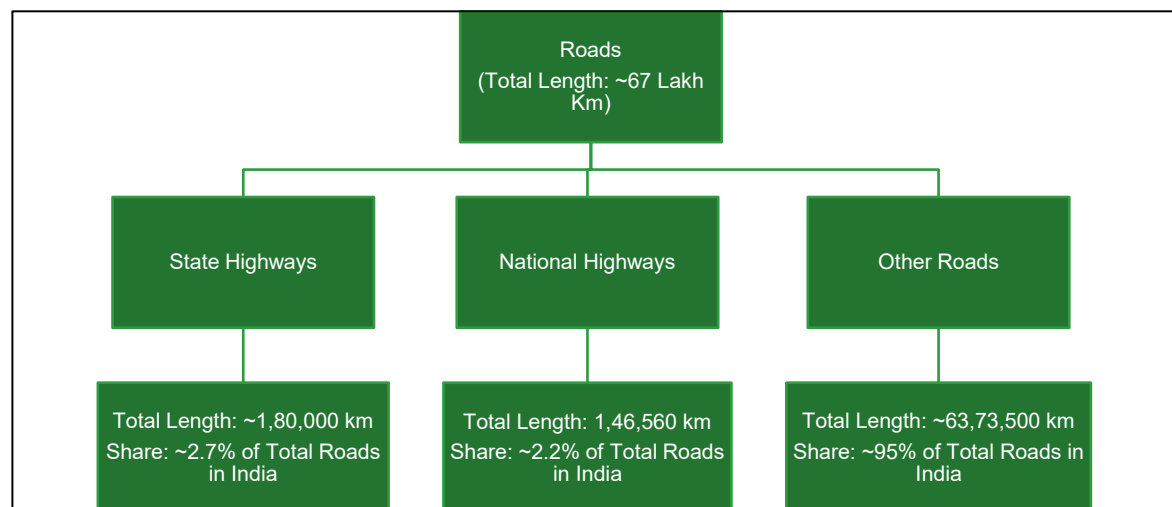 Roads
(Total Length: ~67 Lakh
Km)
State Highways
National Highways
Other Roads
Total Length: ~1,80,000 km
Share: ~2.7% of Total Roads
in India
Total Length: 1,46,560 km
Share: ~2.2% of Total Roads
in India
Total Length: ~63,73,500 km
Share: ~95% of Total Roads in
India